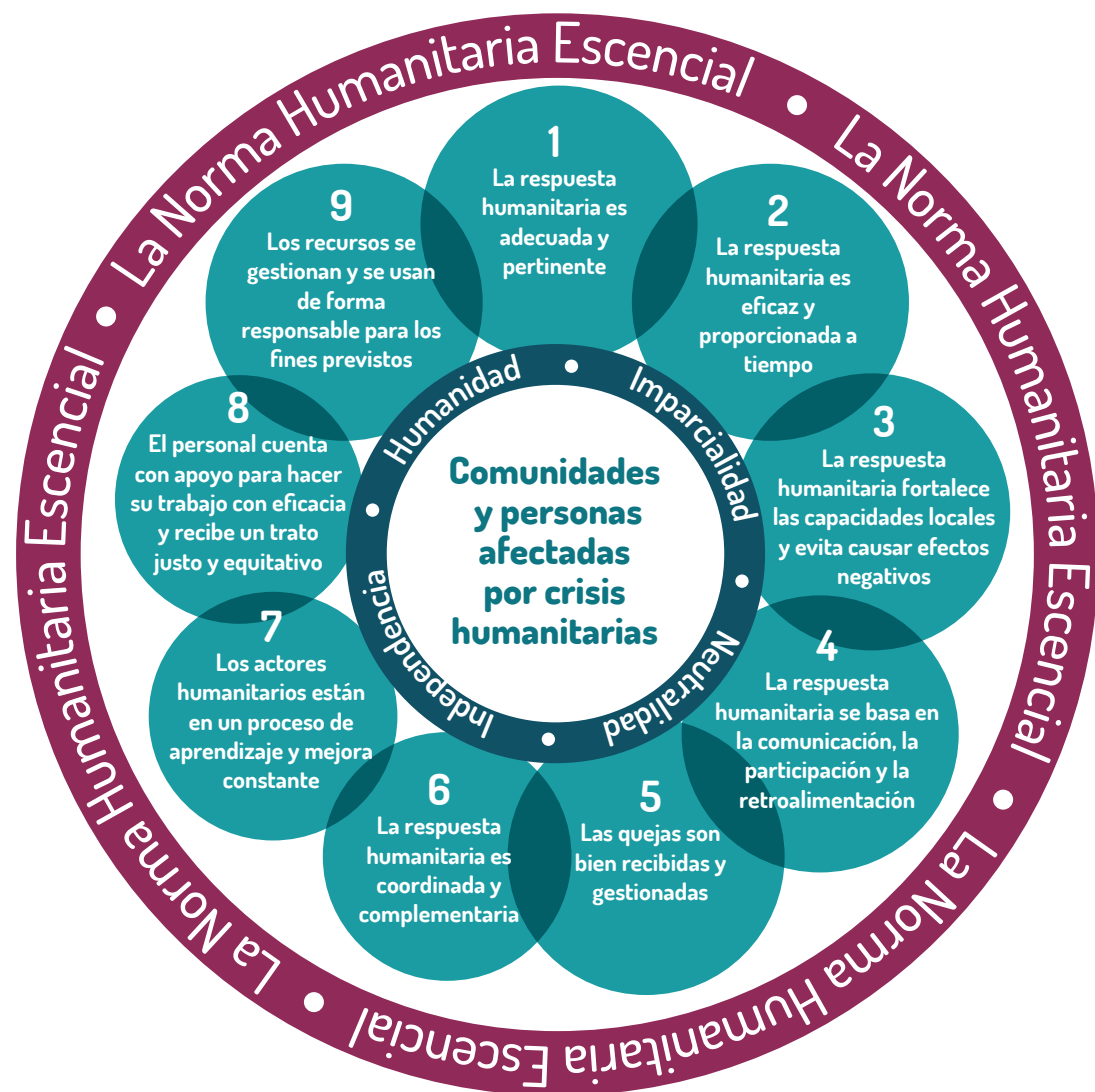 La Norma Humanitaria Escencial
•
La Norma Humanitaria Escencial
•
La Norma Humanitaria Escencial
•
La Norma Humanitaria Escencial
•
1
La respuesta
humanitaria es
adecuada y
pertinente
2
La respuesta
humanitaria es
eficaz y
proporcionada a
tiempo
3
La respuesta
humanitaria fortalece
las capacidades locales
y evita causar efectos
negativos
4
La respuesta
humanitaria se basa en
la comunicación, la
participación y la
retroalimentación
5
Las quejas son
bien recibidas y
gestionadas
6
La respuesta
humanitaria es
coordinada y
complementaria
7
Los actores
humanitarios están
en un proceso de
aprendizaje y mejora
constante
8
El personal cuenta
con apoyo para hacer
su trabajo con eficacia
y recibe un trato
justo y equitativo
9
Los recursos se
gestionan y se usan
de forma
responsable para los
fines previstos
Humanidad
•
Imparcialidad
•
Neutralidad
•
Independencia
•
Comunidades
y personas
afectadas
por crisis
humanitarias